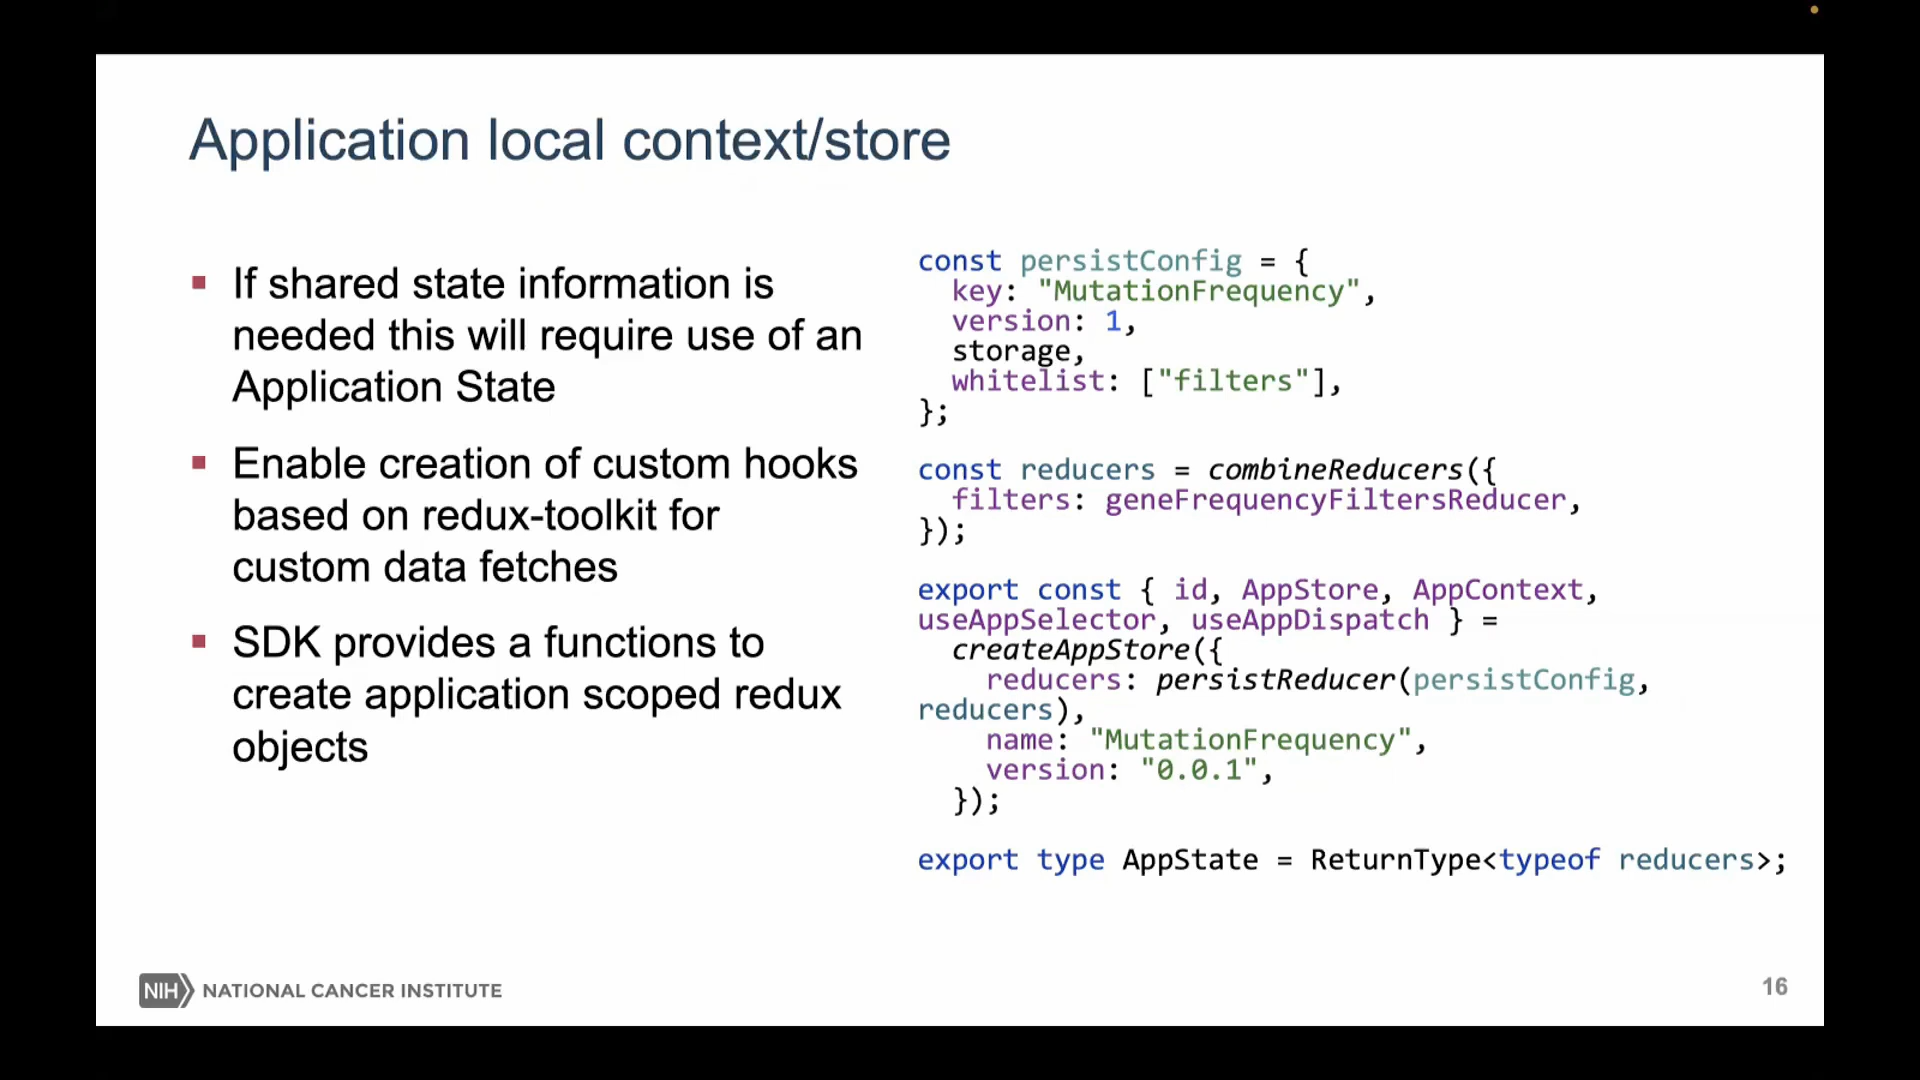 Application local context/store
If shared state information is
needed this will require use of an
Application State
Enable creation of custom hooks
based on redux-toolkit for
custom data fetches
SDK provides a functions to
create application scoped redux
objects
const persistConfig = {
  key: "MutationFrequency",
  version: 1,
  storage,
  whitelist: ["filters"],
};
const reducers = combineReducers({
  filters: geneFrequencyFiltersReducer,
});
export const { id, AppStore, AppContext,
useAppSelector, useAppDispatch } =
  createAppStore({
    reducers: persistReducer(persistConfig,
reducers),
    name: "MutationFrequency",
    version: "0.0.1",
  });
export type AppState = ReturnType<typeof reducers>;
NIH NATIONAL CANCER INSTITUTE
16